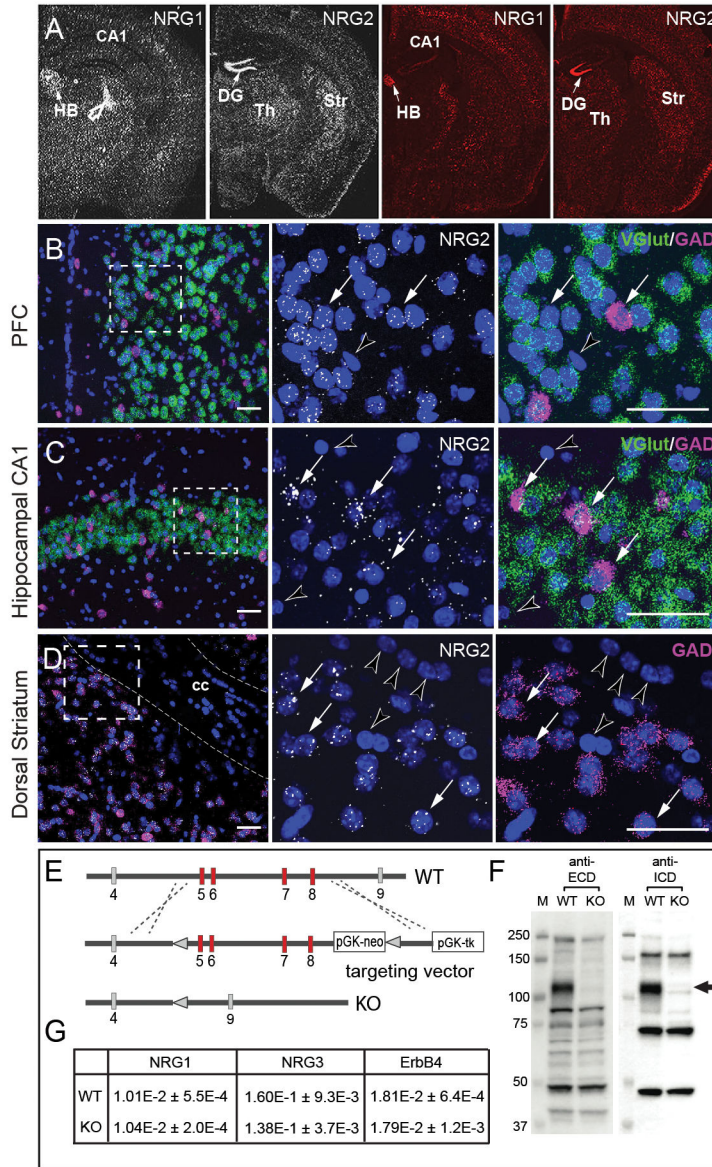 A
NRG1
NRG2
NRG1
NRG2
CA1
HB
DG
Th
Str
CA1
HB
DG
Th
Str
B
PFC
NRG2
VGlut/GAD
C
Hippocampal CA1
NRG2
VGlut/GAD
D
Dorsal Striatum
cc
NRG2
GAD
E
4 5 6 7 8 9
WT
4 5 6 7 8
pGK-neo
pGK-tk
targeting vector
4 9
KO
F
anti-ECD
anti-ICD
M WT KO
M WT KO
250
150
100
75
50
37
G
NRG1 NRG3 ErbB4
WT 1.01E-2 ± 5.5E-4 1.60E-1 ± 9.3E-3 1.81E-2 ± 6.4E-4
KO 1.04E-2 ± 2.0E-4 1.38E-1 ± 3.7E-3 1.79E-2 ± 1.2E-3